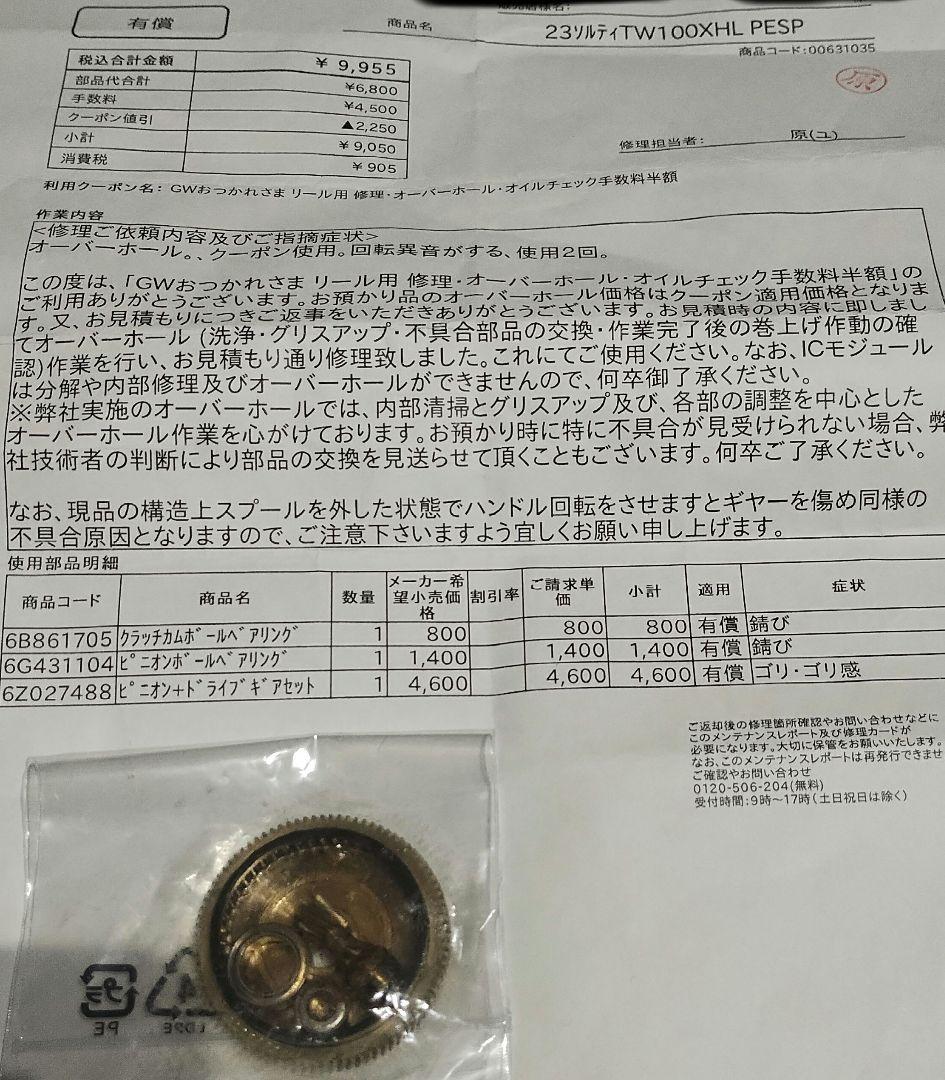 有償
商品名
23ソルティTW100XHL PESP
商品コード:00631035
税込合計金額 ¥ 9,955
部品代合計 ¥6,800
手数料 ¥4,500
クーポン値引 ▲2,250
小計 ¥ 9,050
消費税 ¥ 905
原
修理担当者: 原(ユ)
利用クーポン名: GWおつかれさま リール用 修理・オーバーホール・オイルチェック手数料半額
作業内容
<修理ご依頼内容及びご指摘症状>
オーバーホール。、クーポン使用。回転異音がする、使用2回。
この度は、「GWおつかれさま リール用 修理・オーバーホール・オイルチェック手数料半額」の
ご利用ありがとうございます。お預かり品のオーバーホール価格はクーポン適用価格となりま
す。又、お見積もりにつきご返事をいただきありがとうございます。お見積時の内容に即しまし
てオーバーホール (洗浄・グリスアップ・不具合部品の交換・作業完了後の巻上げ作動の確
認)作業を行い、お見積もり通り修理致しました。これにてご使用ください。なお、ICモジュール
は分解や内部修理及びオーバーホールができませんので、何卒御了承ください。
※弊社実施のオーバーホールでは、内部清掃とグリスアップ及び、各部の調整を中心とした
オーバーホール作業を心がけております。お預かり時に特に不具合が見受けられない場合、弊
社技術者の判断により部品の交換を見送らせて頂くこともございます。何卒ご了承ください。
なお、現品の構造上スプールを外した状態でハンドル回転をさせますとギヤーを傷め同様の
不具合原因となりますので、ご注意下さいますよう宜しくお願い申し上げます。
使用部品明細
商品コード 商品名 数量 メーカー希望小売価格 割引率 ご請求単価 小計 適用 症状
6B861705 ｸﾗｯﾁｶﾑﾎﾞｰﾙﾍﾞｱﾘﾝｸﾞ 1 800 800 800 有償 錆び
6G431104 ﾋﾟﾆｵﾝﾎﾞｰﾙﾍﾞｱﾘﾝｸﾞ 1 1,400 1,400 1,400 有償 錆び
6Z027488 ﾋﾟﾆｵﾝ+ﾄﾞﾗｲﾌﾞｷﾞｱｾｯﾄ 1 4,600 4,600 4,600 有償 ゴリ・ゴリ感
ご返却後の修理箇所確認やお問い合わせなどに
このメンテナンスレポート及び修理カードが
必要になります。大切に保管をお願いいたします。
なお、このメンテナンスレポートは再発行できませ
ご確認やお問い合わせ
0120-506-204(無料)
受付時間:9時～17時(土日祝日は除く)
プラ
PE
4
LDPE